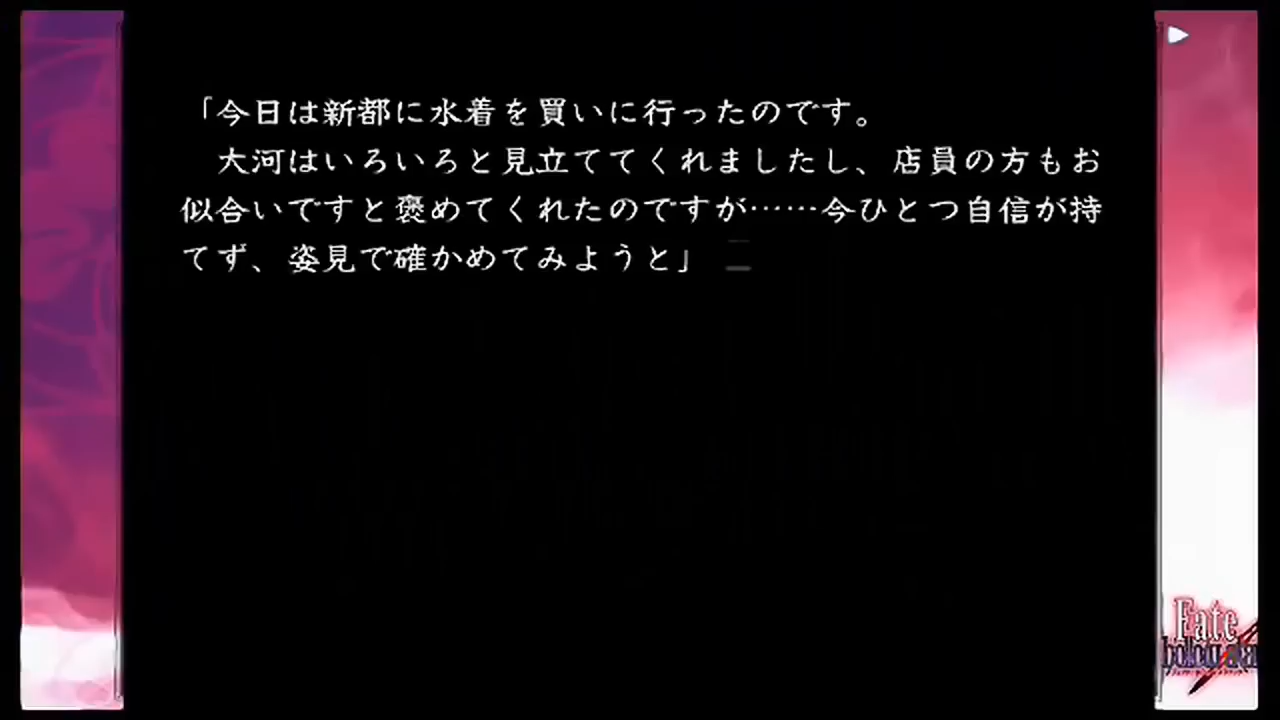 「今日は新都に水着を買いに行ったのです。
大河はいろいろと見立ててくれましたし、店員の方もお
似合いですと褒めてくれたのですが……今ひとつ自信が持
てず、姿見で確かめてみようと」
Fate
hollow ataraxia